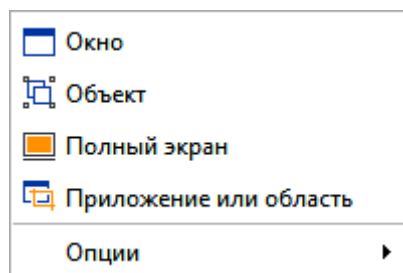 Окно
Объект
Полный экран
Приложение или область
Опции